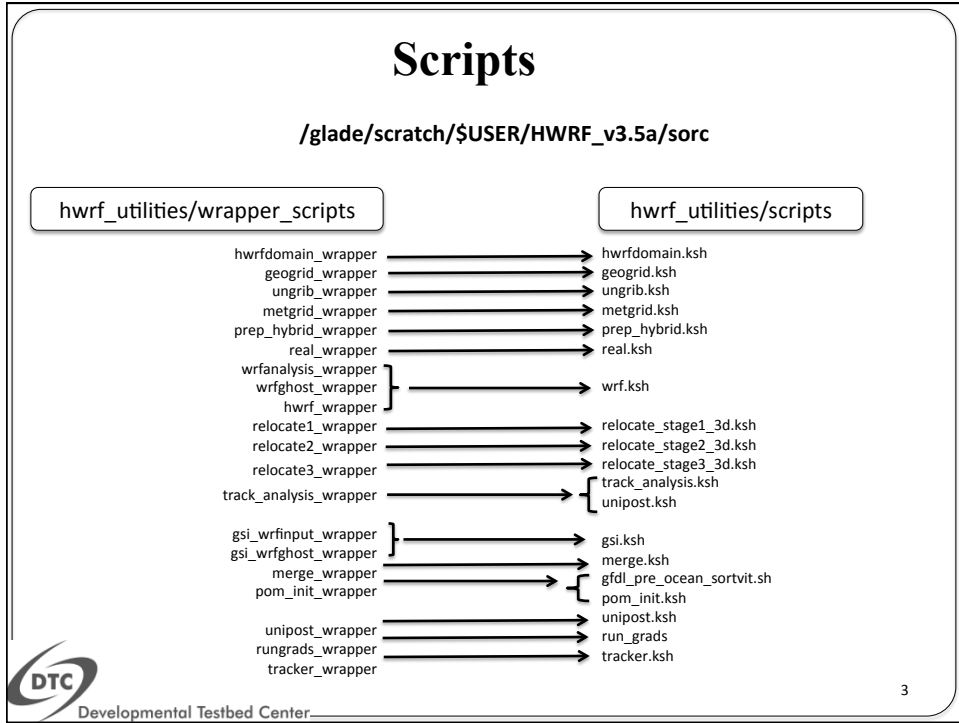 Scripts
/glade/scratch/$USER/HWRF_v3.5a/sorc
hwrf_utilities/wrapper_scripts
hwrf_utilities/scripts
hwrfdomain_wrapper
hwrfdomain.ksh
geogrid_wrapper
geogrid.ksh
ungrib_wrapper
ungrib.ksh
metgrid_wrapper
metgrid.ksh
prep_hybrid_wrapper
prep_hybrid.ksh
real_wrapper
real.ksh
wrfanalysis_wrapper
wrfghost_wrapper
hwrf_wrapper
wrf.ksh
relocate1_wrapper
relocate_stage1_3d.ksh
relocate2_wrapper
relocate_stage2_3d.ksh
relocate3_wrapper
relocate_stage3_3d.ksh
track_analysis_wrapper
track_analysis.ksh
unipost.ksh
gsi_wrfinput_wrapper
gsi_wrfghost_wrapper
gsi.ksh
merge_wrapper
merge.ksh
pom_init_wrapper
gfdl_pre_ocean_sortvit.sh
pom_init.ksh
unipost_wrapper
unipost.ksh
rungrads_wrapper
run_grads
tracker_wrapper
tracker.ksh
DTC
Developmental Testbed Center
3